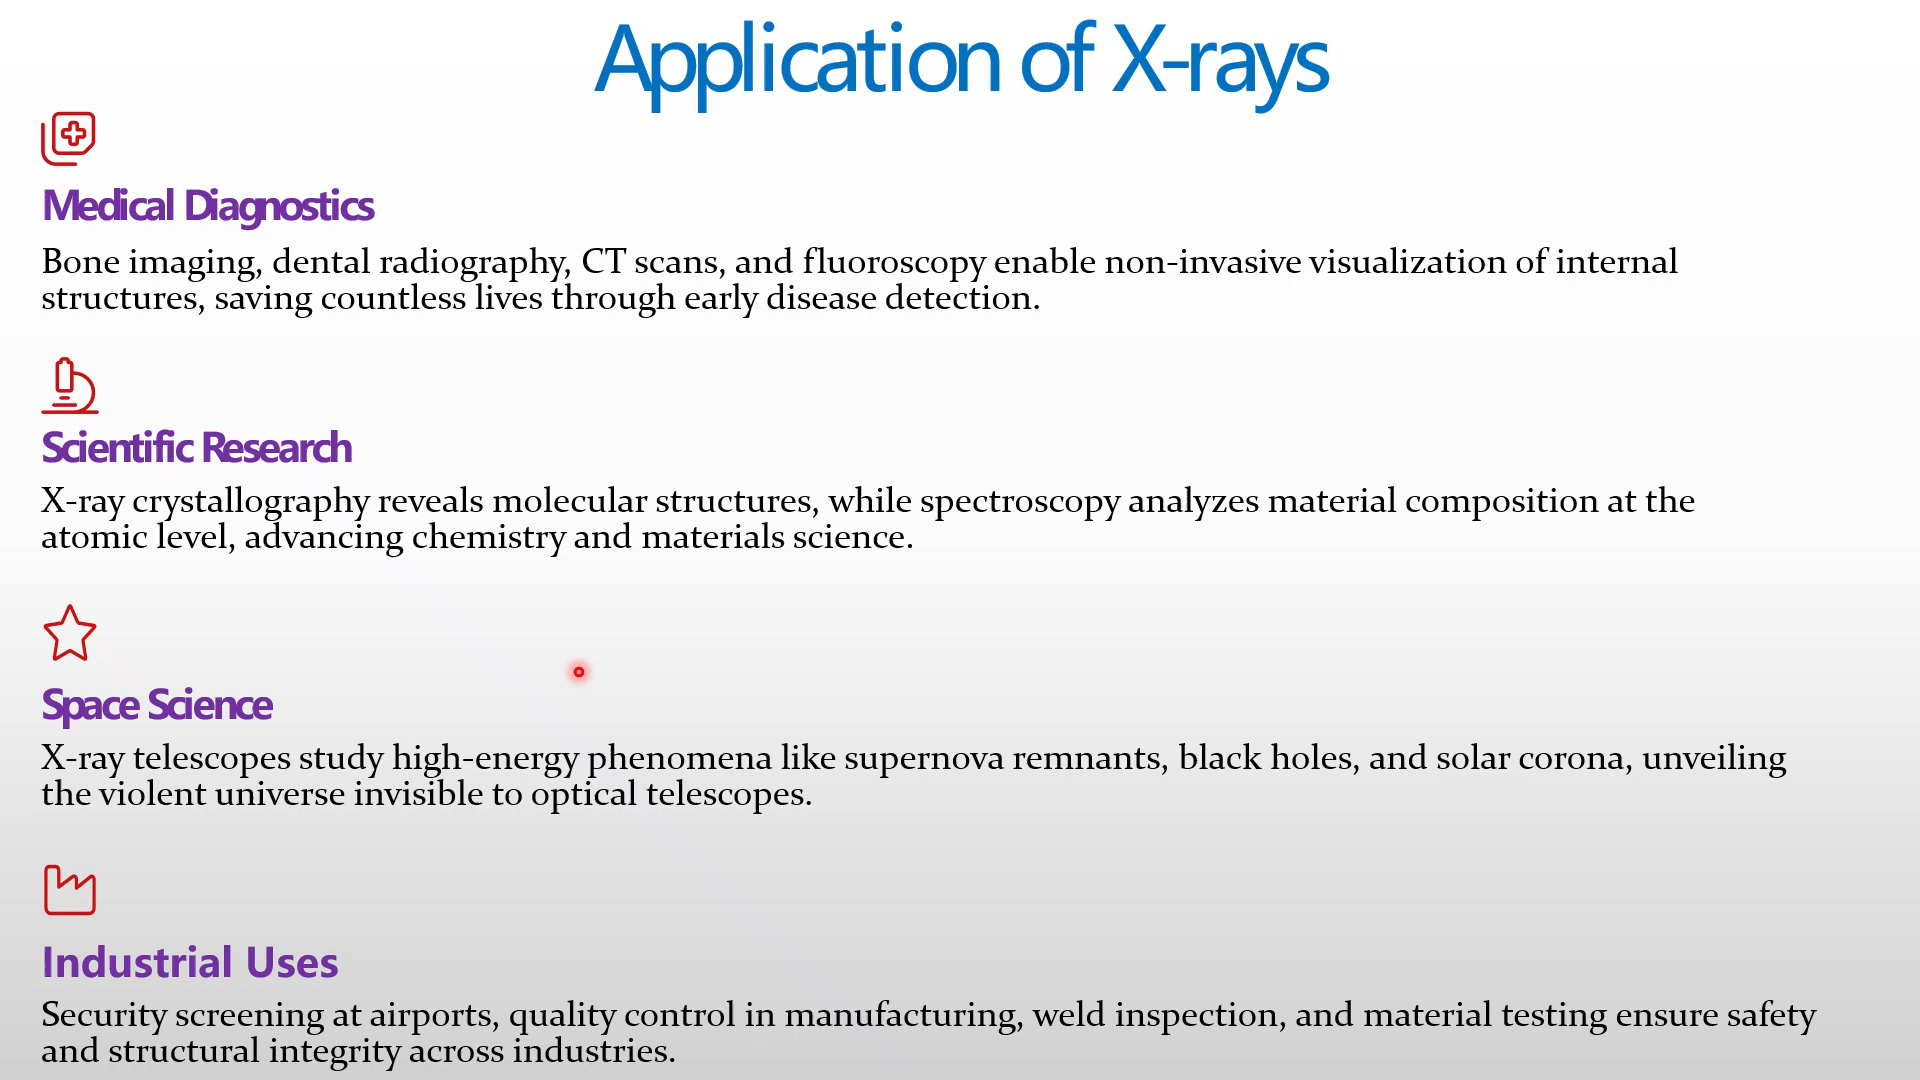 Application of X-rays
Medical Diagnostics
Bone imaging, dental radiography, CT scans, and fluoroscopy enable non-invasive visualization of internal
structures, saving countless lives through early disease detection.
Scientific Research
X-ray crystallography reveals molecular structures, while spectroscopy analyzes material composition at the
atomic level, advancing chemistry and materials science.
Space Science
X-ray telescopes study high-energy phenomena like supernova remnants, black holes, and solar corona, unveiling
the violent universe invisible to optical telescopes.
Industrial Uses
Security screening at airports, quality control in manufacturing, weld inspection, and material testing ensure safety
and structural integrity across industries.